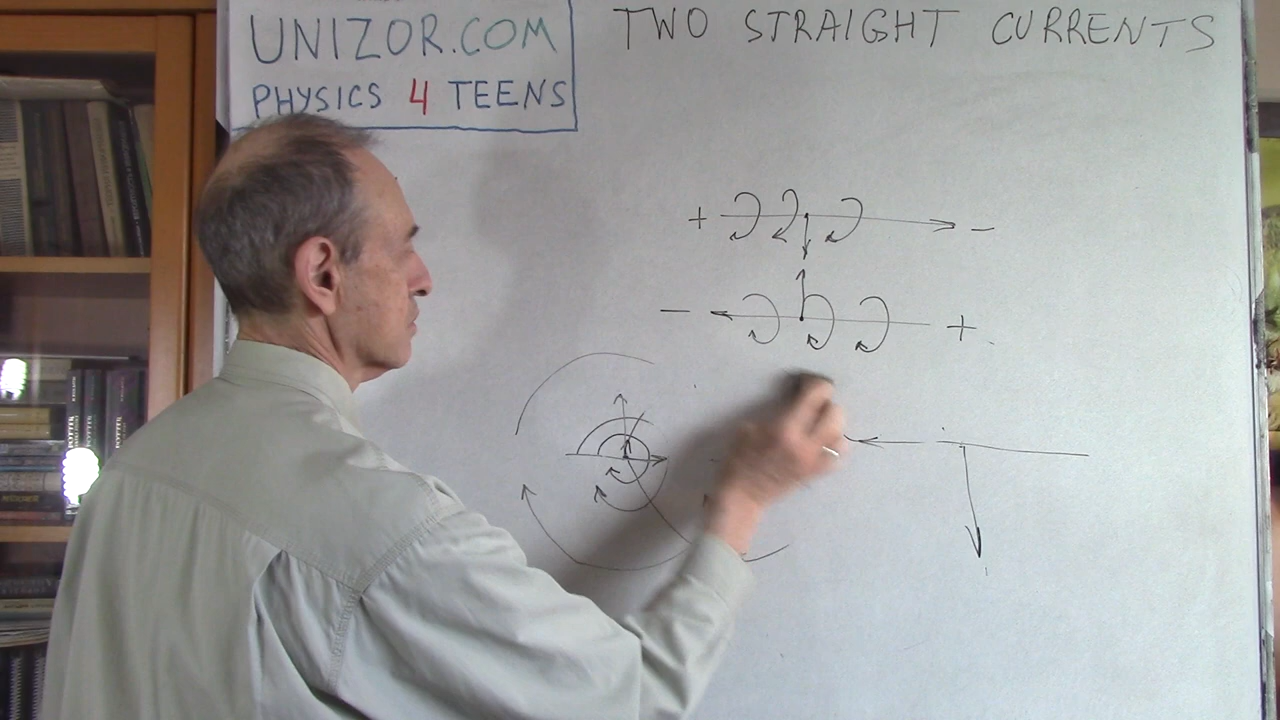 UNIZOR.COM
PHYSICS 4 TEENS
TWO STRAIGHT CURRENTS
+ −
− +